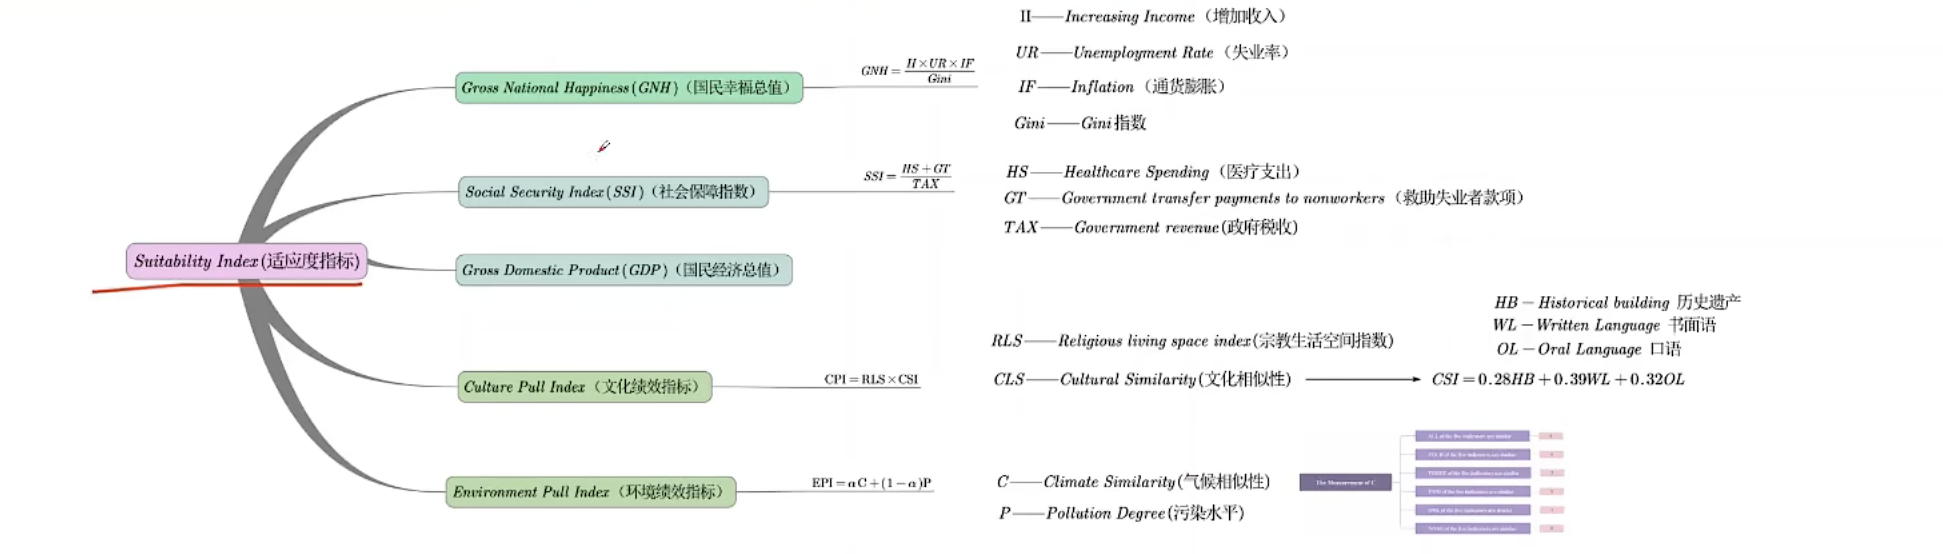 Suitability Index(适应度指标)
Gross National Happiness(GNH)（国民幸福总值）
GNH = II×UR×IF / Gini
II——Increasing Income（增加收入）
UR——Unemployment Rate（失业率）
IF——Inflation（通货膨胀）
Gini——Gini指数
Social Security Index(SSI)（社会保障指数）
SSI = HS+GT / TAX
HS——Healthcare Spending（医疗支出）
GT——Government transfer payments to nonworkers（救助失业者款项）
TAX——Government revenue(政府税收)
Gross Domestic Product(GDP)（国民经济总值）
Culture Pull Index（文化绩效指标）
CPI=RLS×CSI
RLS——Religious living space index(宗教生活空间指数)
CLS——Cultural Similarity(文化相似性)
HB－Historical building 历史遗产
WL－Written Language 书面语
OL－Oral Language 口语
CSI=0.28HB+0.39WL+0.32OL
Environment Pull Index（环境绩效指标）
EPI=αC+(1−α)P
C——Climate Similarity(气候相似性)
P——Pollution Degree(污染水平)
The Measurement of C